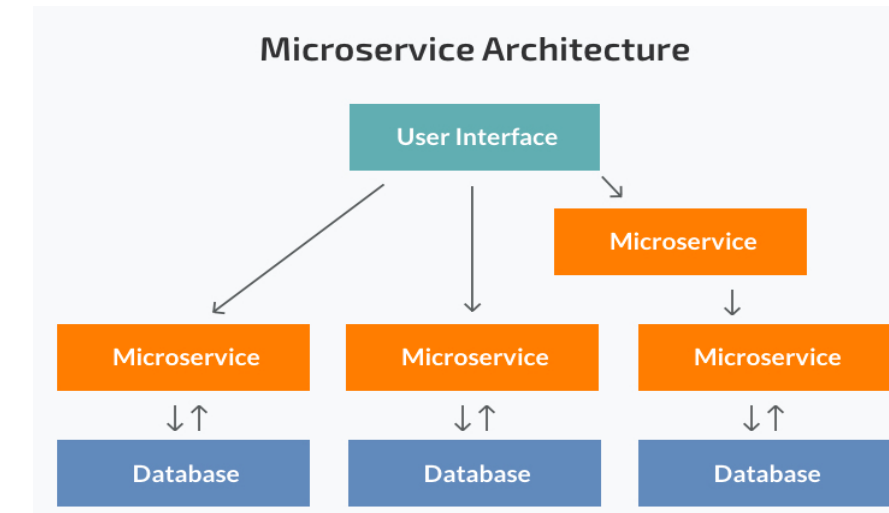 Microservice Architecture
User Interface
Microservice
Microservice
Microservice
Microservice
Database
Database
Database